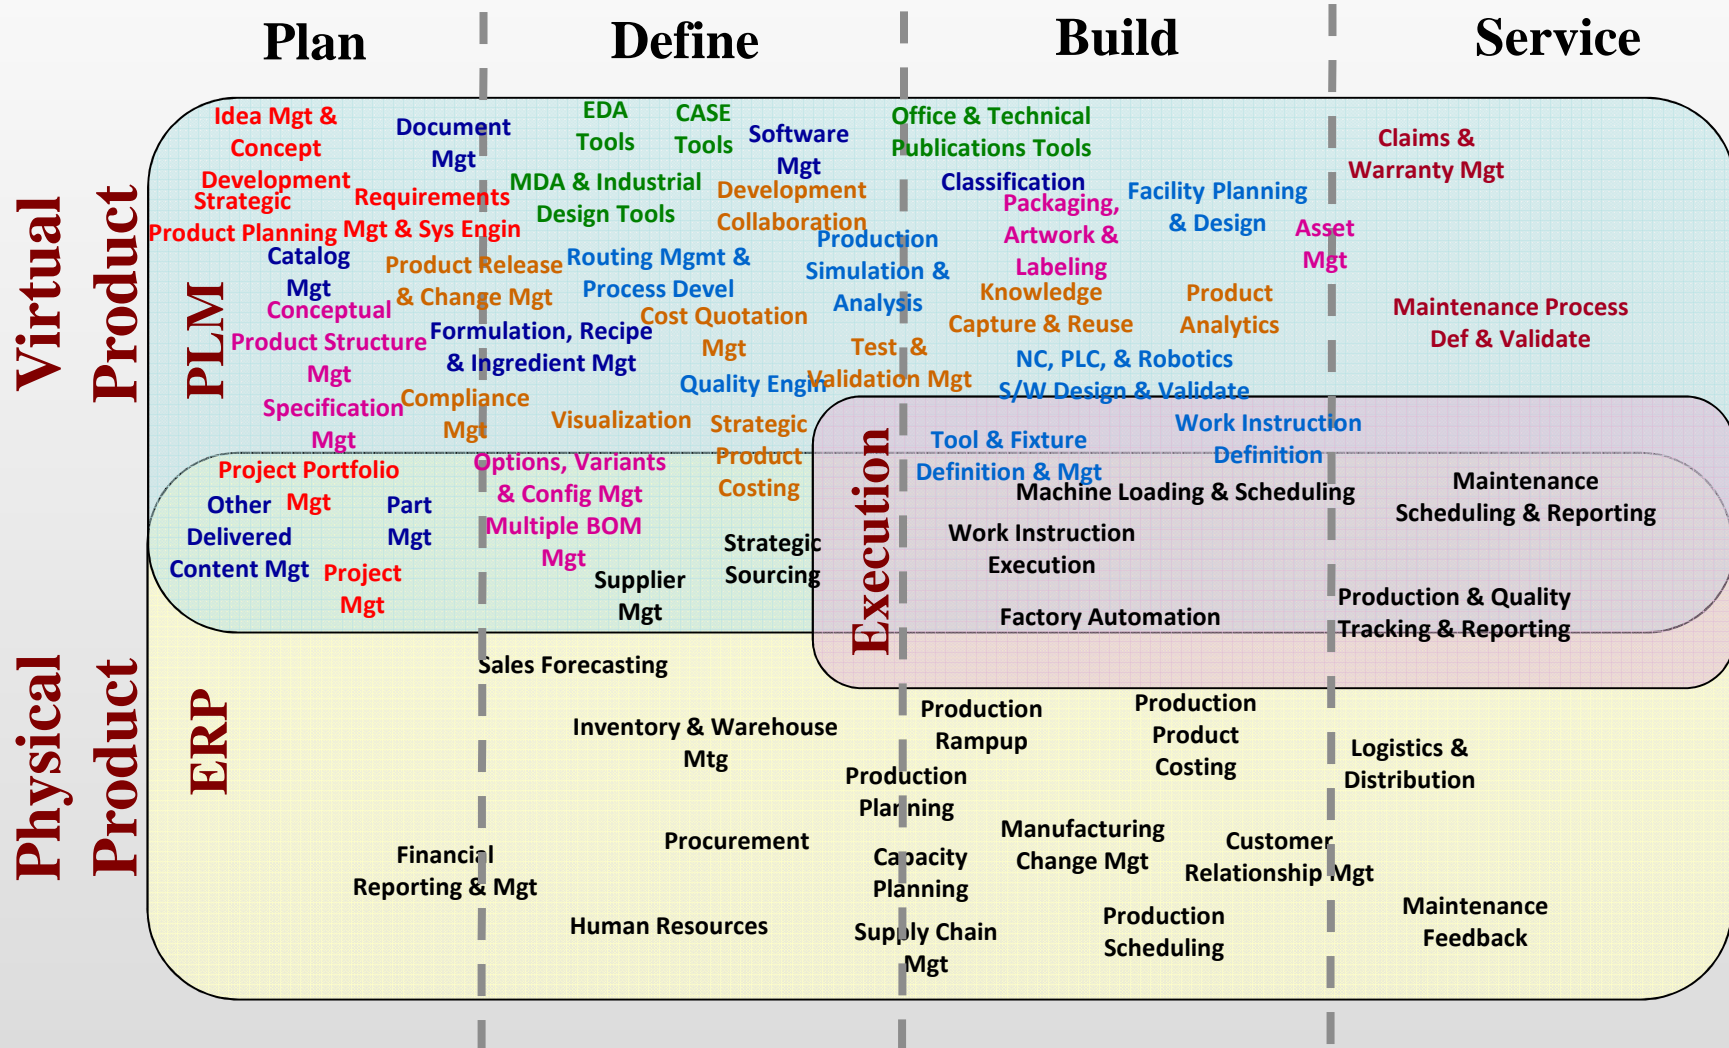 Plan
Define
Build
Service
Virtual
Product
PLM
Idea Mgt &
Concept
Development
Strategic
Product Planning
Document
Mgt
Requirements
Mgt & Sys Engin
Catalog
Mgt
Product Release
& Change Mgt
Conceptual
Product Structure
Mgt
Formulation, Recipe
& Ingredient Mgt
Specification
Mgt
Compliance
Mgt
EDA
Tools
CASE
Tools
Software
Mgt
MDA & Industrial
Design Tools
Development
Collaboration
Routing Mgmt &
Process Devel
Production
Simulation &
Analysis
Cost Quotation
Mgt
Test &
Validation Mgt
Quality Engin
Visualization
Strategic
Product
Costing
Office & Technical
Publications Tools
Classification
Packaging,
Artwork &
Labeling
Facility Planning
& Design
Asset
Mgt
Knowledge
Capture & Reuse
Product
Analytics
NC, PLC, & Robotics
S/W Design & Validate
Claims &
Warranty Mgt
Maintenance Process
Def & Validate
Project Portfolio
Mgt
Other
Delivered
Content Mgt
Part
Mgt
Project
Mgt
Options, Variants
& Config Mgt
Multiple BOM
Mgt
Strategic
Sourcing
Supplier
Mgt
Execution
Tool & Fixture
Definition & Mgt
Work Instruction
Definition
Machine Loading & Scheduling
Work Instruction
Execution
Factory Automation
Maintenance
Scheduling & Reporting
Production & Quality
Tracking & Reporting
Physical
Product
ERP
Sales Forecasting
Inventory & Warehouse
Mtg
Production
Rampup
Production
Product
Costing
Logistics &
Distribution
Production
Planning
Procurement
Manufacturing
Change Mgt
Customer
Relationship Mgt
Financial
Reporting & Mgt
Capacity
Planning
Human Resources
Supply Chain
Mgt
Production
Scheduling
Maintenance
Feedback